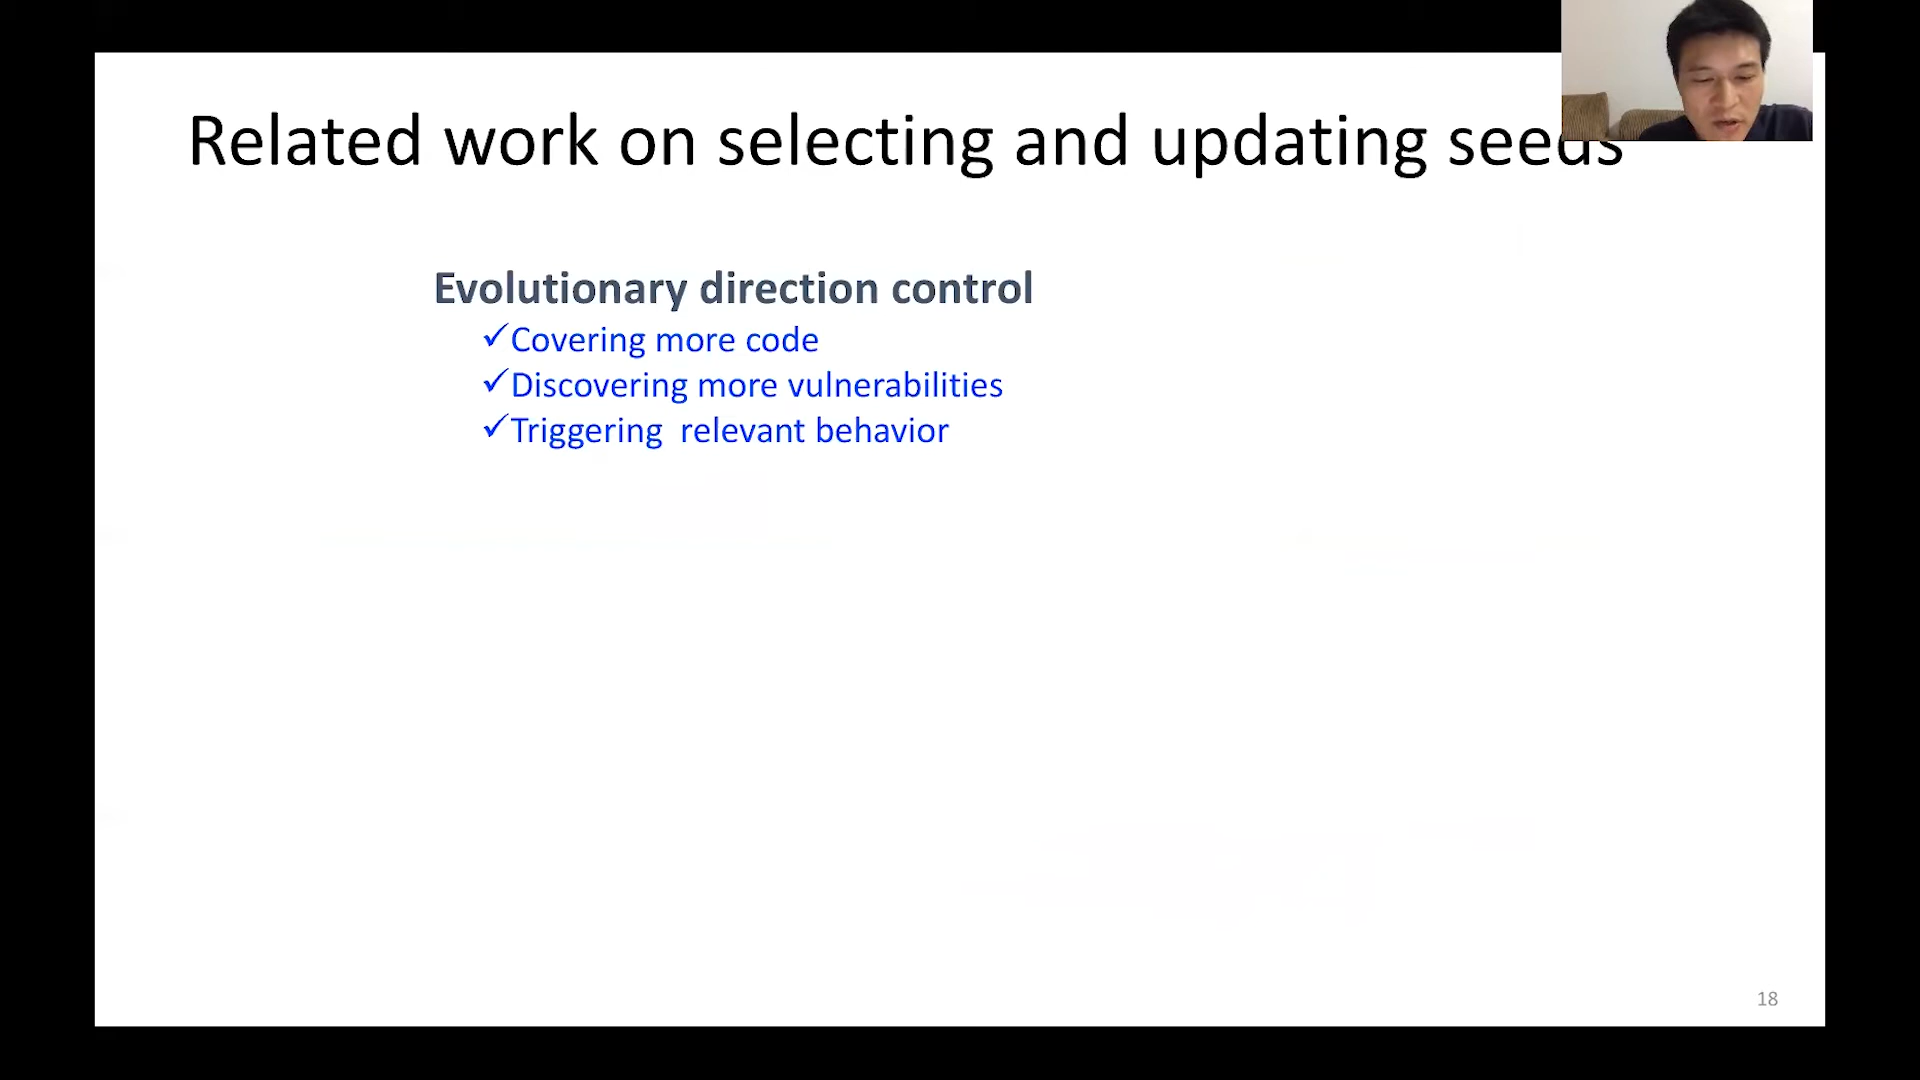 Related work on selecting and updating seeds
Evolutionary direction control
✓Covering more code
✓Discovering more vulnerabilities
✓Triggering relevant behavior
18